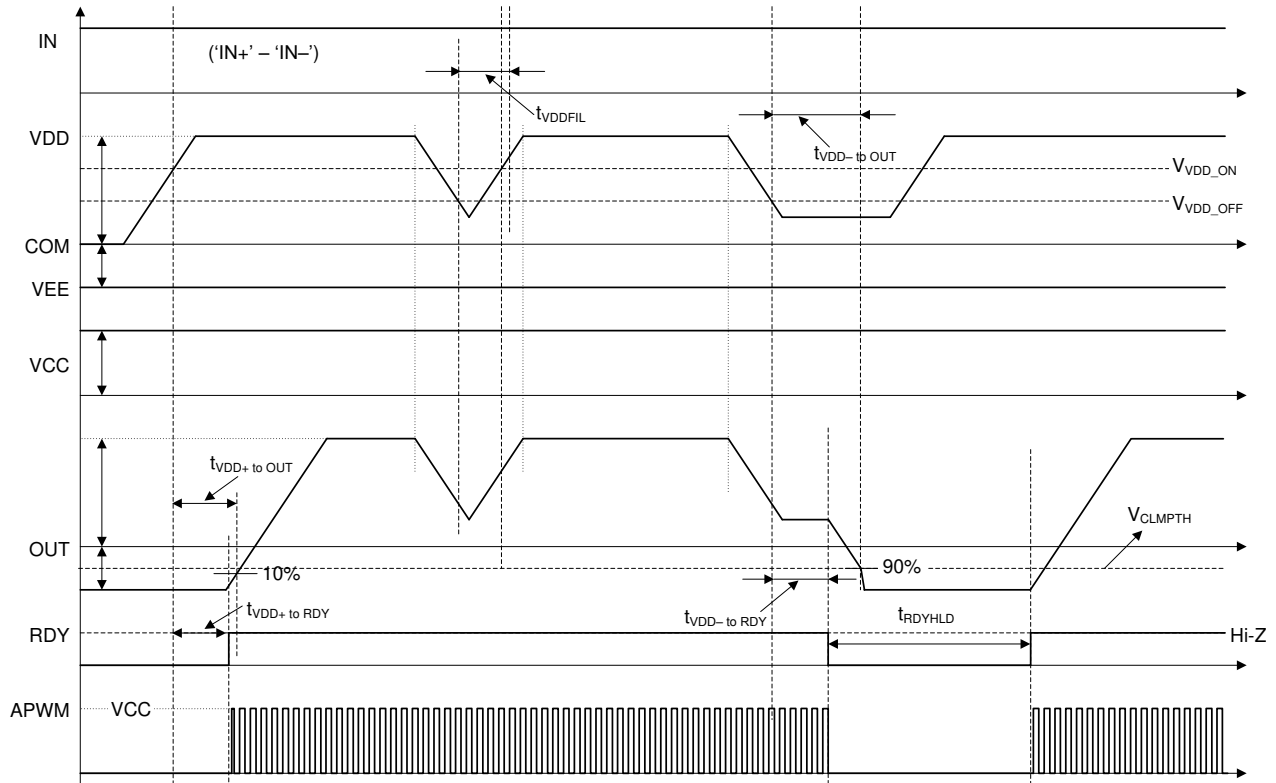 IN
(‘IN+’ – ‘IN–’)
tVDDFIL
VDD
tVDD– to OUT
VVDD_ON
VVDD_OFF
COM
VEE
VCC
tVDD+ to OUT
VCLMPTH
OUT
10%
90%
tVDD+ to RDY
tVDD– to RDY
tRDYHLD
RDY
Hi-Z
APWM
VCC